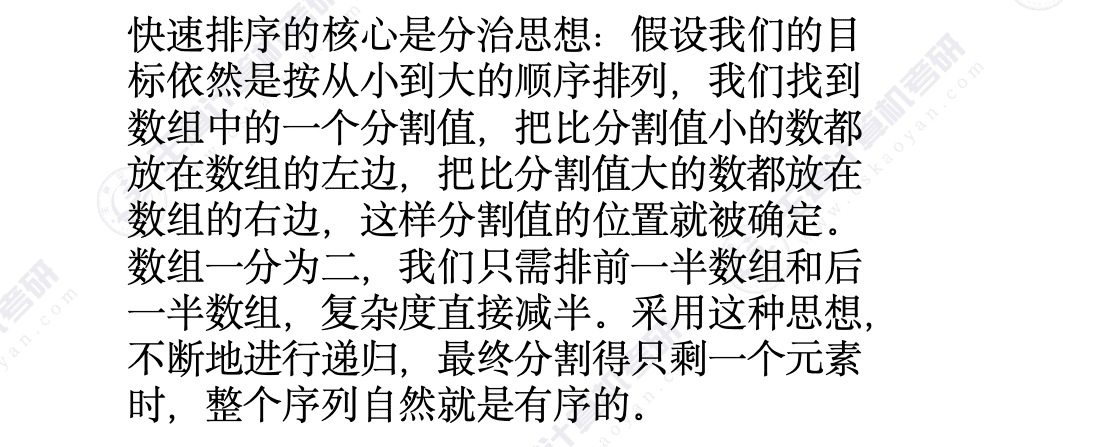 快速排序的核心是分治思想：假设我们的目
标依然是按从小到大的顺序排列，我们找到
数组中的一个分割值，把比分割值小的数都
放在数组的左边，把比分割值大的数都放在
数组的右边，这样分割值的位置就被确定。
数组一分为二，我们只需排前一半数组和后
一半数组，复杂度直接减半。采用这种思想，
不断地进行递归，最终分割得只剩一个元素
时，整个序列自然就是有序的。